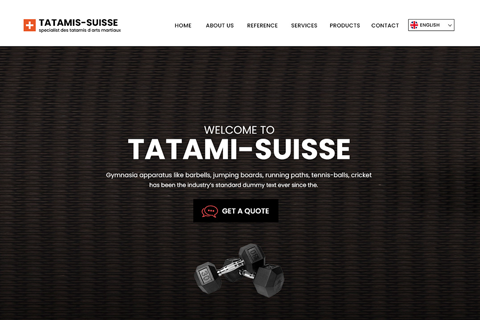 TATAMIS-SUISSE
specialist des tatamis d arts martiaux
HOME ABOUT US REFERENCE SERVICES PRODUCTS CONTACT ENGLISH
WELCOME TO
TATAMI-SUISSE
Gymnasia apparatus like barbells, jumping boards, running paths, tennis-balls, cricket
has been the industry's standard dummy text ever since the.
GET A QUOTE